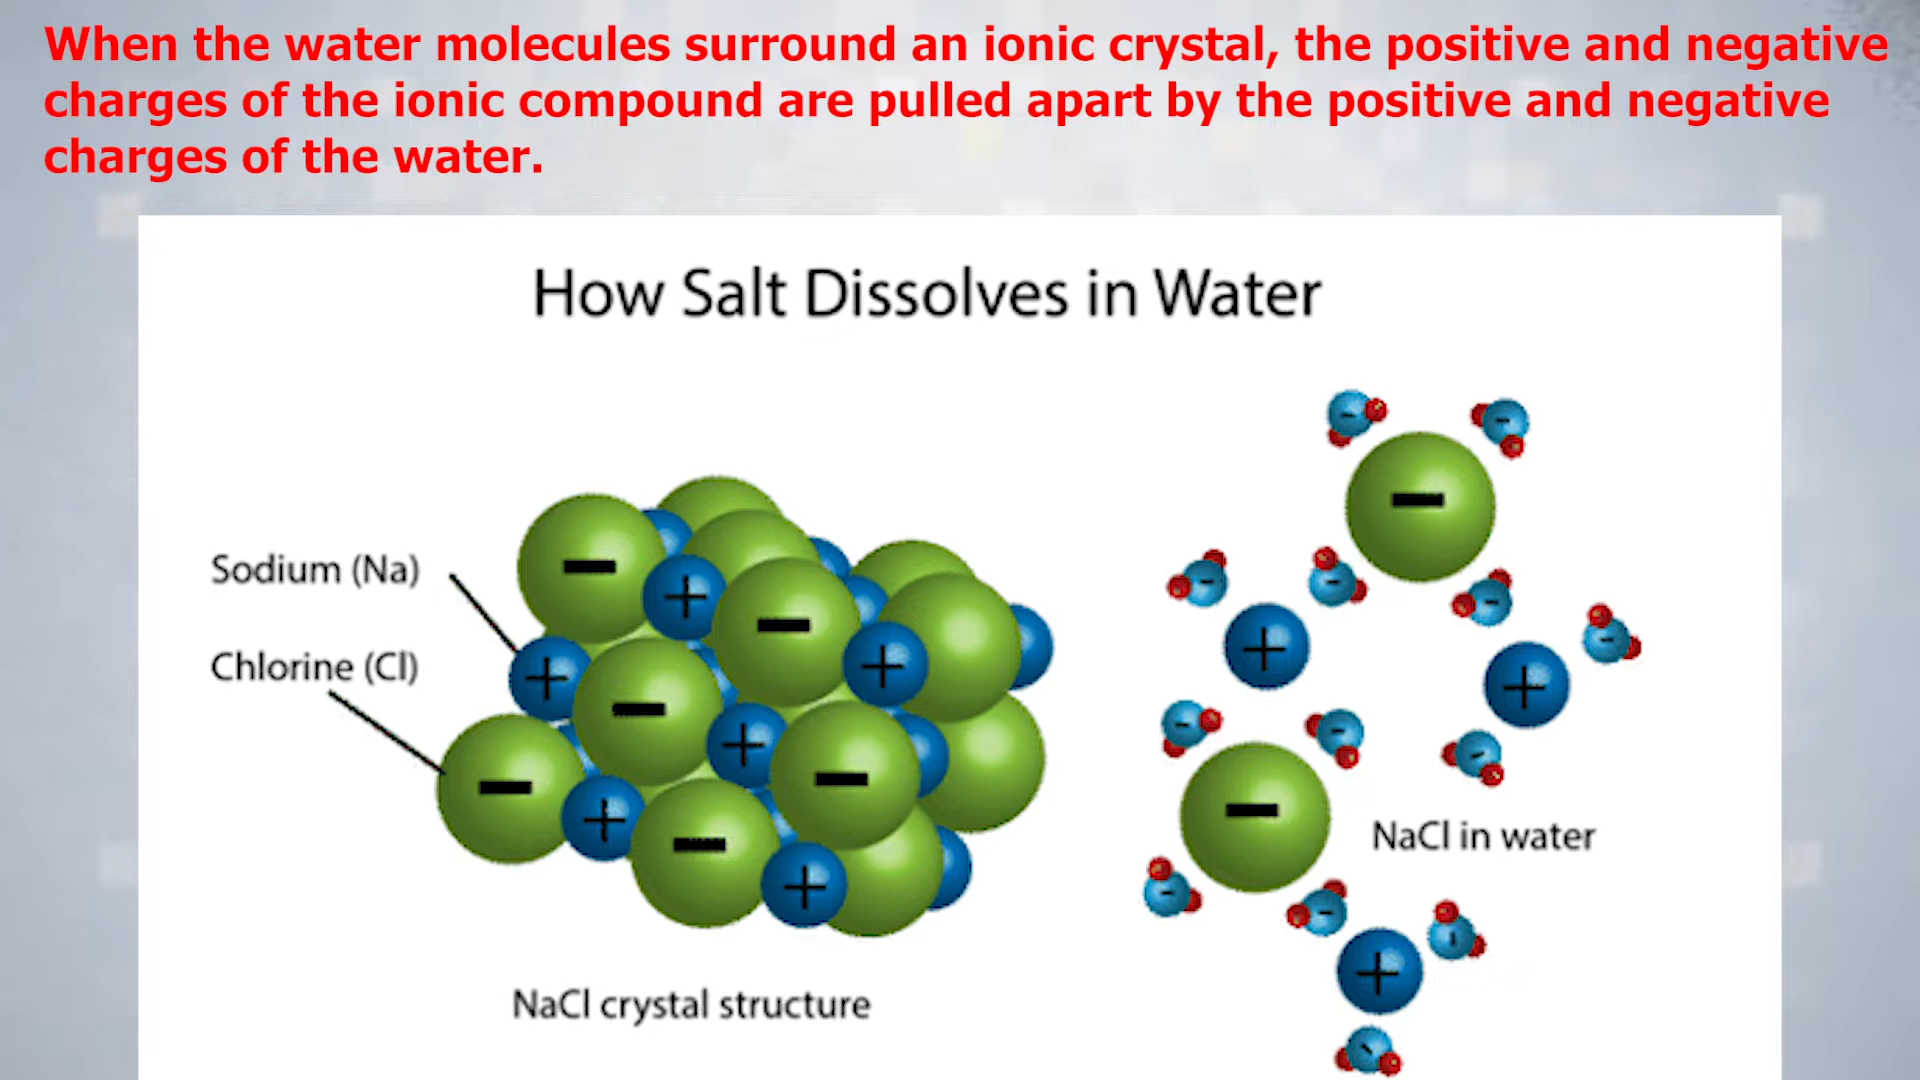 When the water molecules surround an ionic crystal, the positive and negative
charges of the ionic compound are pulled apart by the positive and negative
charges of the water.
How Salt Dissolves in Water
Sodium (Na)
Chlorine (Cl)
NaCl in water
NaCl crystal structure